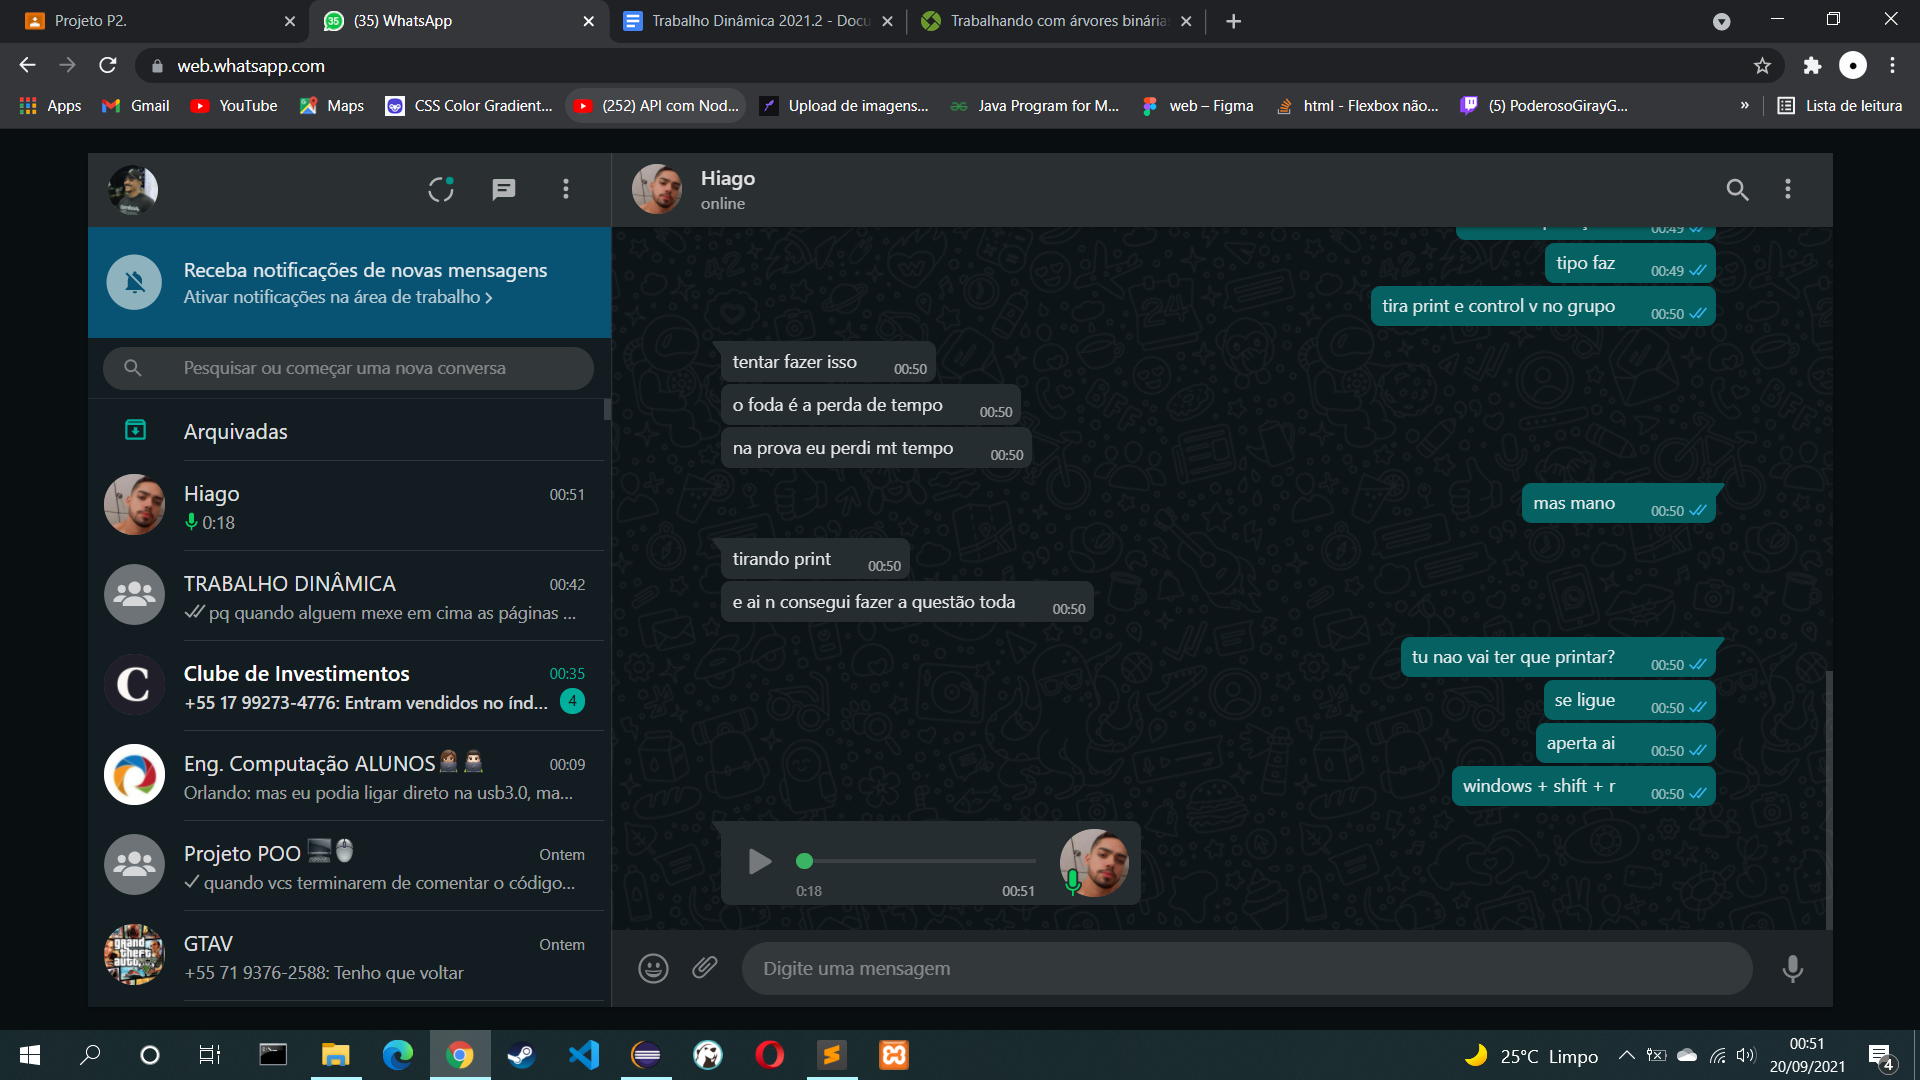 Projeto P2.
(35) WhatsApp
Trabalho Dinâmica 2021.2 - Docu
Trabalhando com árvores binária
web.whatsapp.com
Apps
Gmail
YouTube
Maps
CSS Color Gradient...
(252) API com Nod...
Upload de imagens...
Java Program for M...
web – Figma
html - Flexbox não...
(5) PoderosoGirayG...
»
Lista de leitura
Receba notificações de novas mensagens
Ativar notificações na área de trabalho
Pesquisar ou começar uma nova conversa
Arquivadas
Hiago 00:51
0:18
TRABALHO DINÂMICA 00:42
pq quando alguem mexe em cima as páginas ...
Clube de Investimentos 00:35
+55 17 99273-4776: Entram vendidos no índ... 4
Eng. Computação ALUNOS 00:09
Orlando: mas eu podia ligar direto na usb3.0, ma...
Projeto POO Ontem
quando vcs terminarem de comentar o código...
GTAV Ontem
+55 71 9376-2588: Tenho que voltar
Hiago
online
00:49
tipo faz 00:49
tira print e control v no grupo 00:50
tentar fazer isso 00:50
o foda é a perda de tempo 00:50
na prova eu perdi mt tempo 00:50
mas mano 00:50
tirando print 00:50
e ai n consegui fazer a questão toda 00:50
tu nao vai ter que printar? 00:50
se ligue 00:50
aperta ai 00:50
windows + shift + r 00:50
0:18 00:51
Digite uma mensagem
25°C Limpo
00:51
20/09/2021
4